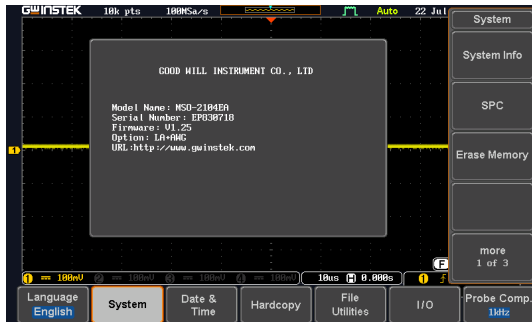 GWINSTEK 10k pts 100MSa/s Auto 22 Jul
System
System Info
GOOD WILL INSTRUMENT CO., LTD
Model Name: MSO-2104EA
Serial Number: EP830718
Firmware: V1.25
Option: LA+AWG
URL:http://www.gwinstek.com
SPC
Erase Memory
more
1 of 3
F
1 100mV 2 100mV 3 100mV 4 100mV 10us H 0.000s 1
Language
English
System
Date &
Time
Hardcopy
File
Utilities
I/O
Probe Comp.
1kHz